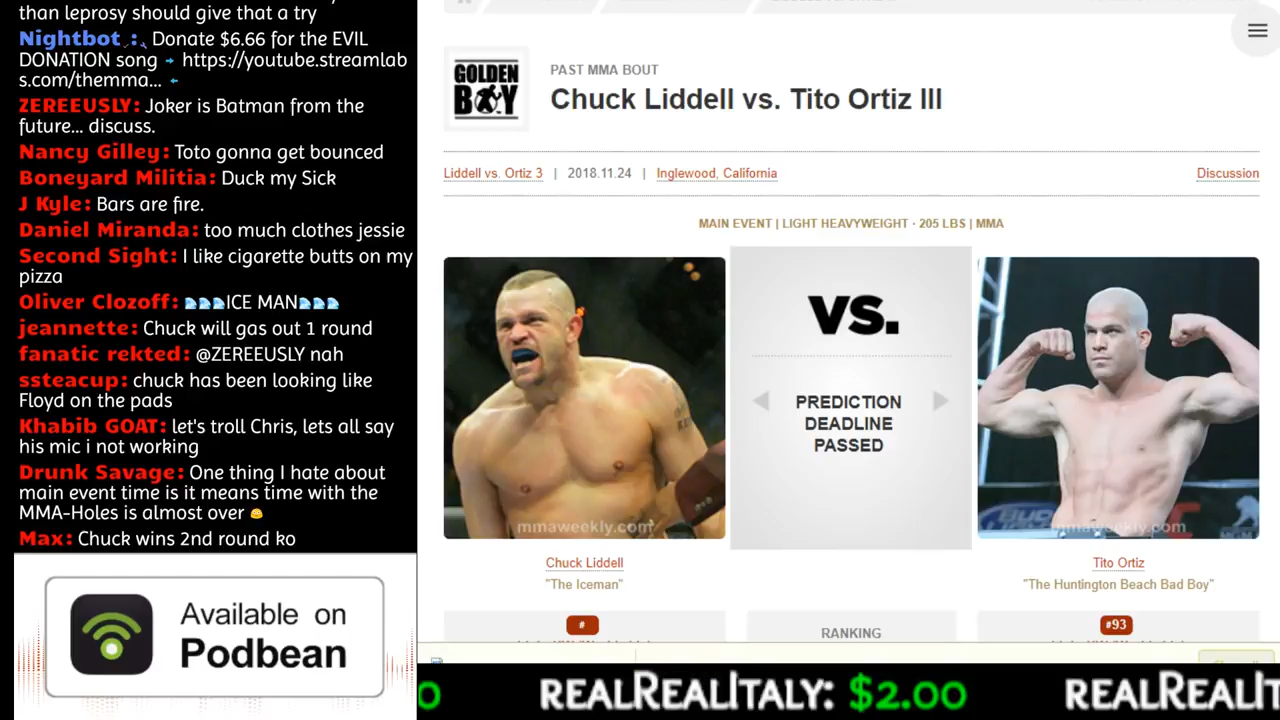 than leprosy should give that a try
Nightbot : Donate $6.66 for the EVIL
DONATION song → https://youtube.streamlab
s.com/themma... ←
ZEREEUSLY: Joker is Batman from the
future... discuss.
Nancy Gilley: Toto gonna get bounced
Boneyard Militia: Duck my Sick
J Kyle: Bars are fire.
Daniel Miranda: too much clothes jessie
Second Sight: I like cigarette butts on my
pizza
Oliver Clozoff: ICE MAN
jeannette: Chuck will gas out 1 round
fanatic rekted: @ZEREEUSLY nah
ssteacup: chuck has been looking like
Floyd on the pads
Khabib GOAT: let's troll Chris, lets all say
his mic i not working
Drunk Savage: One thing I hate about
main event time is it means time with the
MMA-Holes is almost over
Max: Chuck wins 2nd round ko
Available on
Podbean
GOLDEN
BOY
PAST MMA BOUT
Chuck Liddell vs. Tito Ortiz III
Liddell vs. Ortiz 3 | 2018.11.24 | Inglewood, California
Discussion
MAIN EVENT | LIGHT HEAVYWEIGHT · 205 LBS | MMA
VS.
PREDICTION
DEADLINE
PASSED
mmaweekly.com
mmaweekly.com
Chuck Liddell
"The Iceman"
Tito Ortiz
"The Huntington Beach Bad Boy"
#
RANKING
#93
0 REALREALITALY: $2.00 REALREALIT